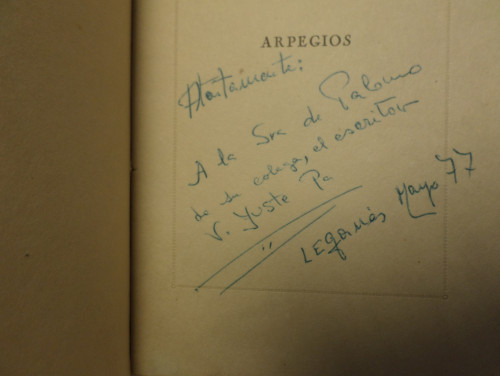 ARPEGIOS
Atentamente:
A la Sra de Palomo
de su colega, el escritor
V. Yuste Pa
Leganés Mayo 77